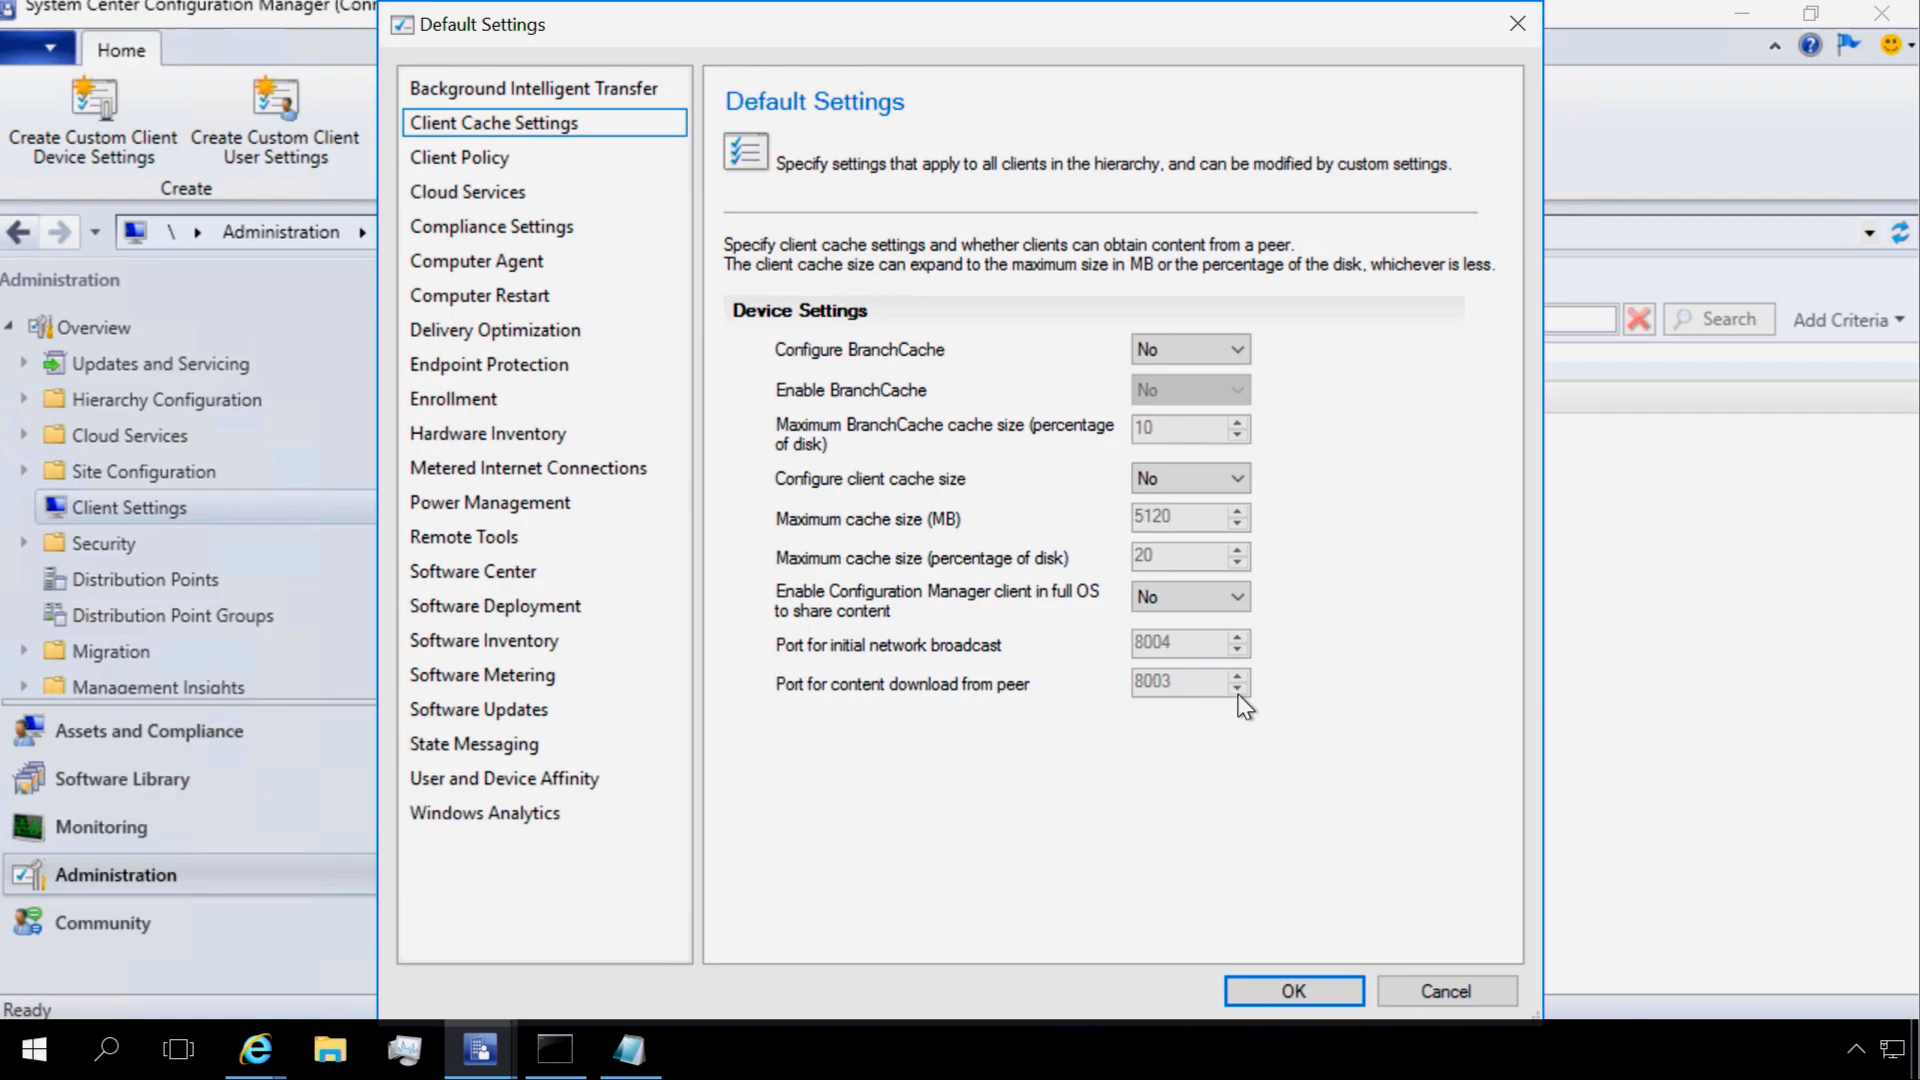 System Center Configuration Manager (Conn
Default Settings
Home
Create Custom Client
Device Settings
Create Custom Client
User Settings
Create
\
Administration
Administration
Overview
Updates and Servicing
Hierarchy Configuration
Cloud Services
Site Configuration
Client Settings
Security
Distribution Points
Distribution Point Groups
Migration
Management Insights
Assets and Compliance
Software Library
Monitoring
Administration
Community
Ready
Background Intelligent Transfer
Client Cache Settings
Client Policy
Cloud Services
Compliance Settings
Computer Agent
Computer Restart
Delivery Optimization
Endpoint Protection
Enrollment
Hardware Inventory
Metered Internet Connections
Power Management
Remote Tools
Software Center
Software Deployment
Software Inventory
Software Metering
Software Updates
State Messaging
User and Device Affinity
Windows Analytics
Default Settings
Specify settings that apply to all clients in the hierarchy, and can be modified by custom settings.
Specify client cache settings and whether clients can obtain content from a peer.
The client cache size can expand to the maximum size in MB or the percentage of the disk, whichever is less.
Device Settings
Configure BranchCache No
Enable BranchCache No
Maximum BranchCache cache size (percentage
of disk) 10
Configure client cache size No
Maximum cache size (MB) 5120
Maximum cache size (percentage of disk) 20
Enable Configuration Manager client in full OS
to share content No
Port for initial network broadcast 8004
Port for content download from peer 8003
OK
Cancel
Search
Add Criteria